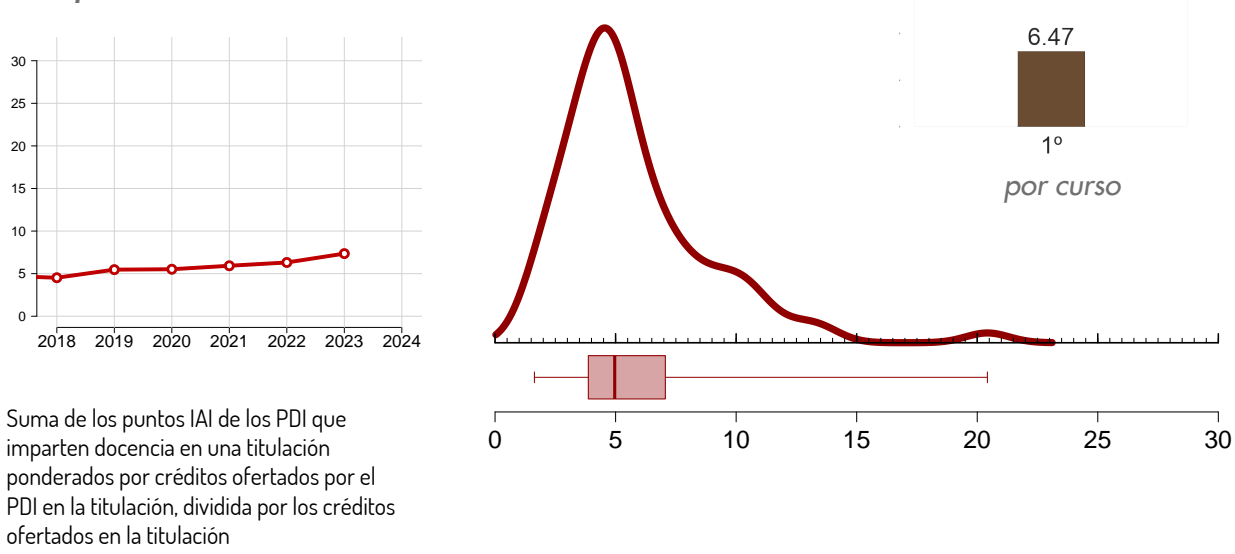 30
25
20
15
10
5
0
2018 2019 2020 2021 2022 2023 2024
Suma de los puntos IAI de los PDI que
imparten docencia en una titulación
ponderados por créditos ofertados por el
PDI en la titulación, dividida por los créditos
ofertados en la titulación
6.47
1º
por curso
0 5 10 15 20 25 30